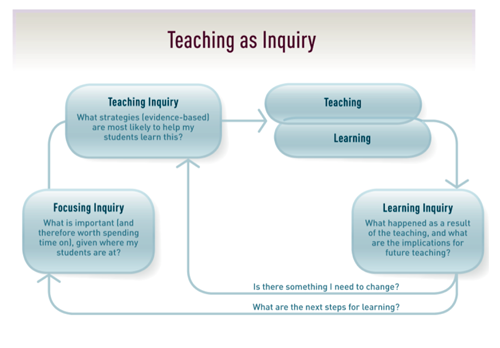 Teaching as Inquiry
Teaching Inquiry
What strategies (evidence-based)
are most likely to help my
students learn this?
Teaching
Learning
Focusing Inquiry
What is important (and
therefore worth spending
time on), given where my
students are at?
Learning Inquiry
What happened as a result
of the teaching, and what
are the implications for
future teaching?
Is there something I need to change?
What are the next steps for learning?